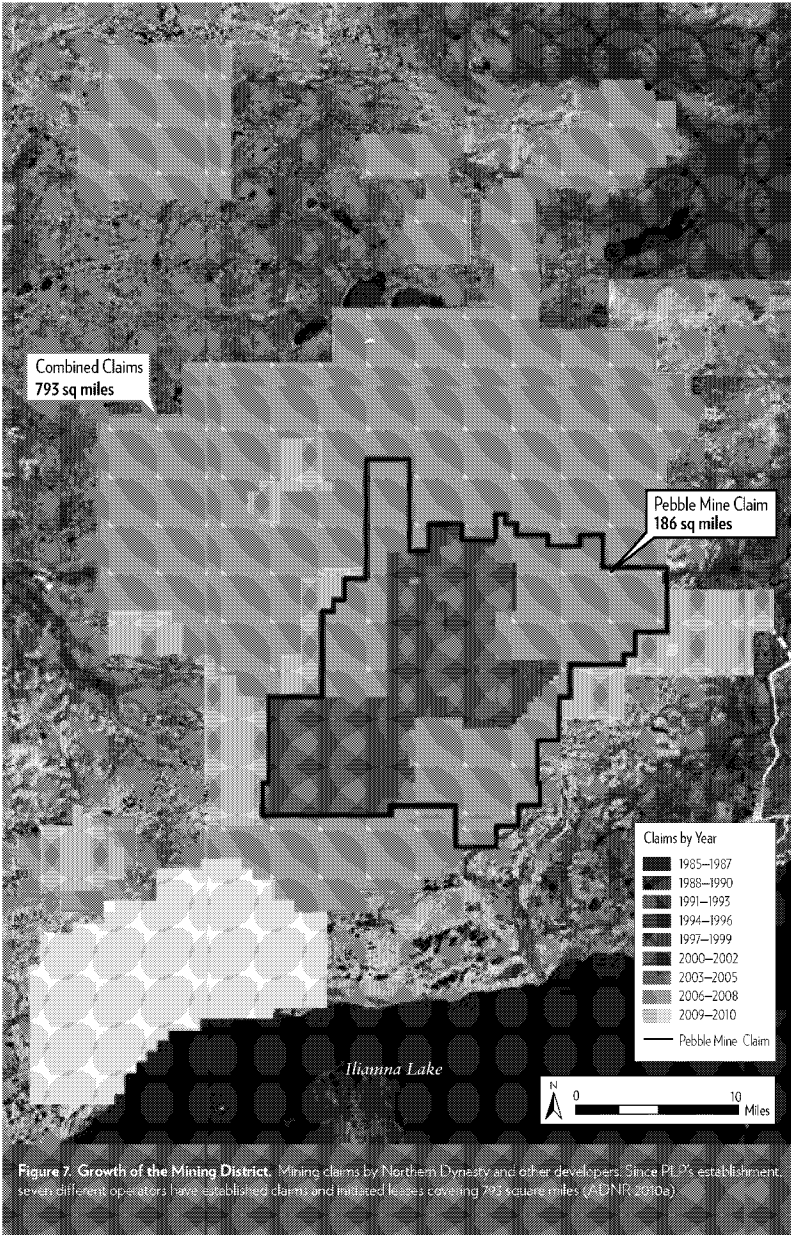 Combined Claims
793 sq miles
Pebble Mine Claim
186 sq miles
Claims by Year
1985–1987
1988–1990
1991–1993
1994–1996
1997–1999
2000–2002
2003–2005
2006–2008
2009–2010
Pebble Mine Claim
Iliamna Lake
N
0 10
Miles
Figure 7. Growth of the Mining District. Mining claims by Northern Dynasty and other developers. Since PLP's establishment,
seven different operators have established claims and initiated leases covering 793 square miles (ADNR 2010a)